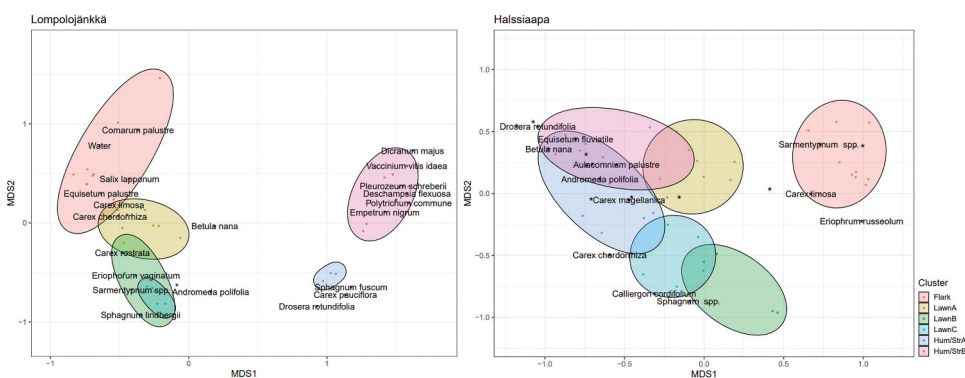 Lompolojänkkä
Halssiaapa
MDS2
1
0
−1
−1
0
1
MDS1
Comarum palustre
Water
Salix lapponum
Equisetum palustre
Carex limosa
Carex chordorrhiza
Betula nana
Carex rostrata
Eriophorum vaginatum
Sarmentypnum spp.
Andromeda polifolia
Sphagnum lindbergii
Dicranum majus
Vaccinium vitis idaea
Pleurozeum schreberii
Deschampsia flexuosa
Polytrichum commune
Empetrum nigrum
Sphagnum fuscum
Carex pauciflora
Drosera rotundifolia
MDS2
1.0
0.5
0.0
−0.5
−1.0
−1.0
−0.5
0.0
0.5
1.0
MDS1
Drosera rotundifolia
Equisetum fluviatile
Betula nana
Aulacomnium palustre
Andromeda polifolia
Carex magellanica
Carex chordorrhiza
Calliergon cordifolium
Sphagnum spp.
Sarmentypnum spp.
Carex limosa
Eriophrum russeolum
Cluster
Flark
LawnA
LawnB
LawnC
Hum/StrA
Hum/StrB